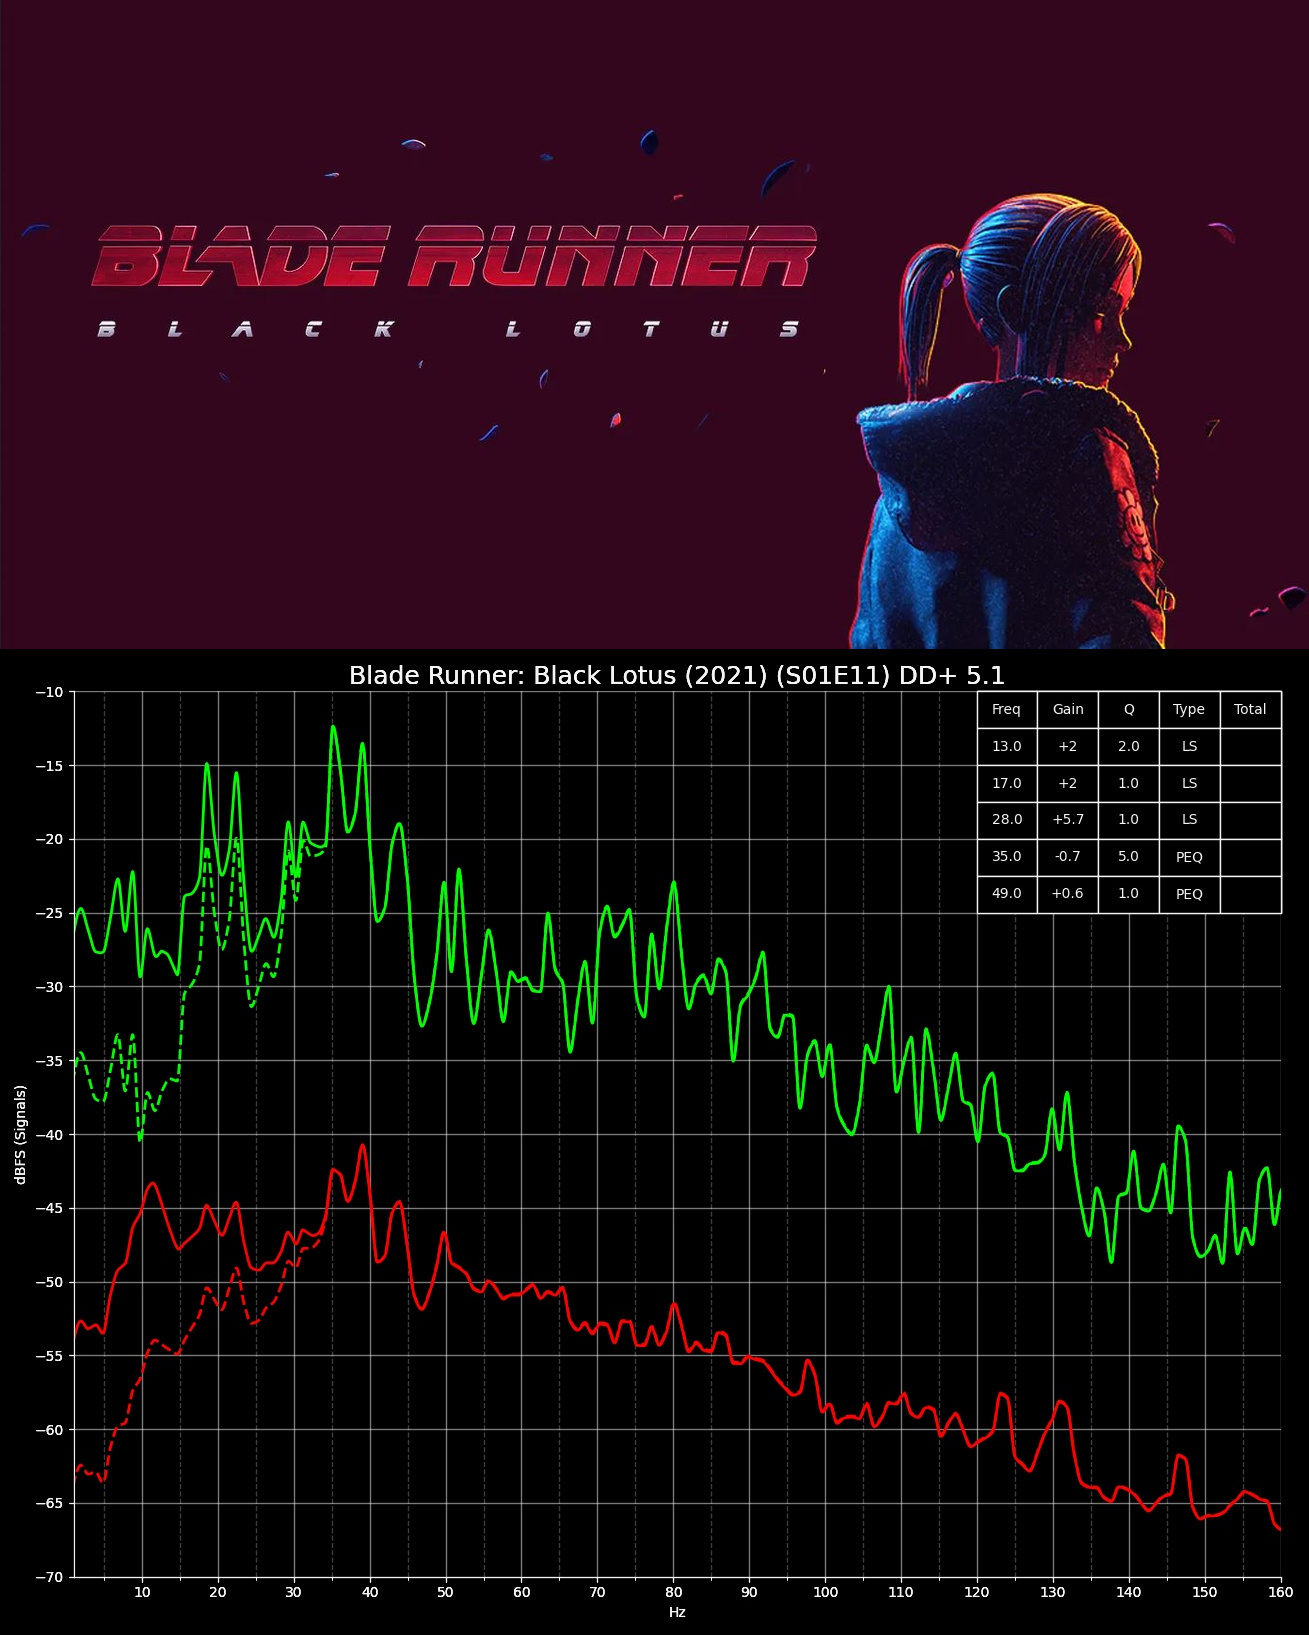 BLADE RUNNER
BLACK LOTUS
Blade Runner: Black Lotus (2021) (S01E11) DD+ 5.1
Freq Gain Q Type Total
13.0 +2 2.0 LS
17.0 +2 1.0 LS
28.0 +5.7 1.0 LS
35.0 -0.7 5.0 PEQ
49.0 +0.6 1.0 PEQ
−10
−15
−20
−25
−30
−35
−40
−45
−50
−55
−60
−65
−70
dBFS (Signals)
10 20 30 40 50 60 70 80 90 100 110 120 130 140 150 160
Hz